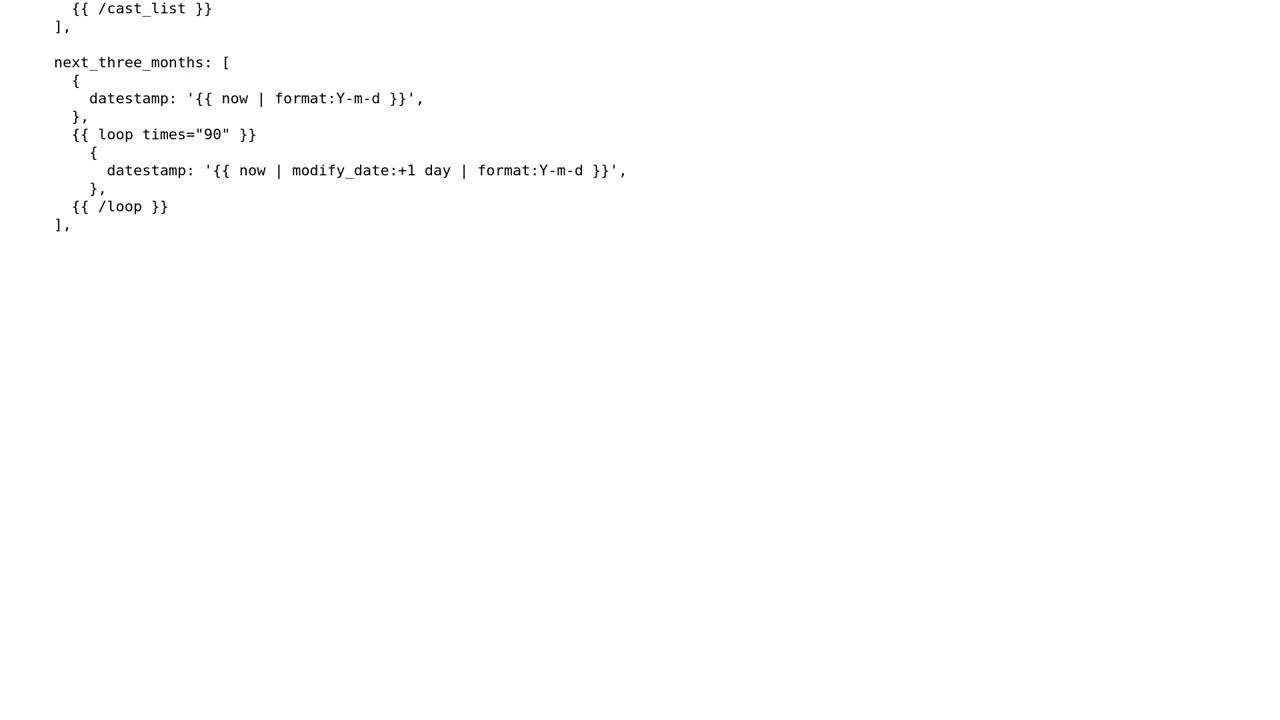 {{ /cast_list }}
],
next_three_months: [
{
datestamp: '{{ now | format:Y-m-d }}',
},
{{ loop times="90" }}
{
datestamp: '{{ now | modify_date:+1 day | format:Y-m-d }}',
},
{{ /loop }}
],